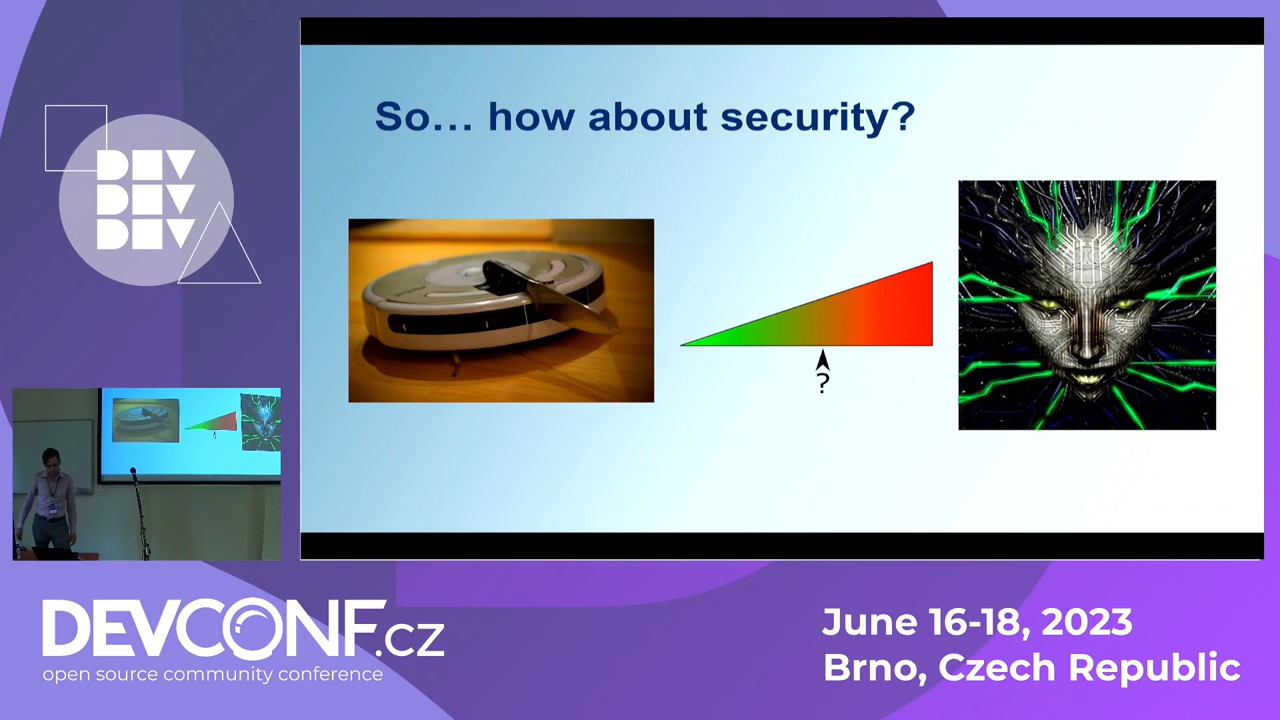 So… how about security?
?
DEV
DEV
DEV
DEVCONF.cz
open source community conference
June 16-18, 2023
Brno, Czech Republic